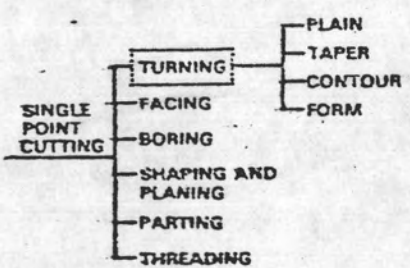 SINGLE
POINT
CUTTING
TURNING
FACING
BORING
SHAPING AND
PLANING
PARTING
THREADING
PLAIN
TAPER
CONTOUR
FORM